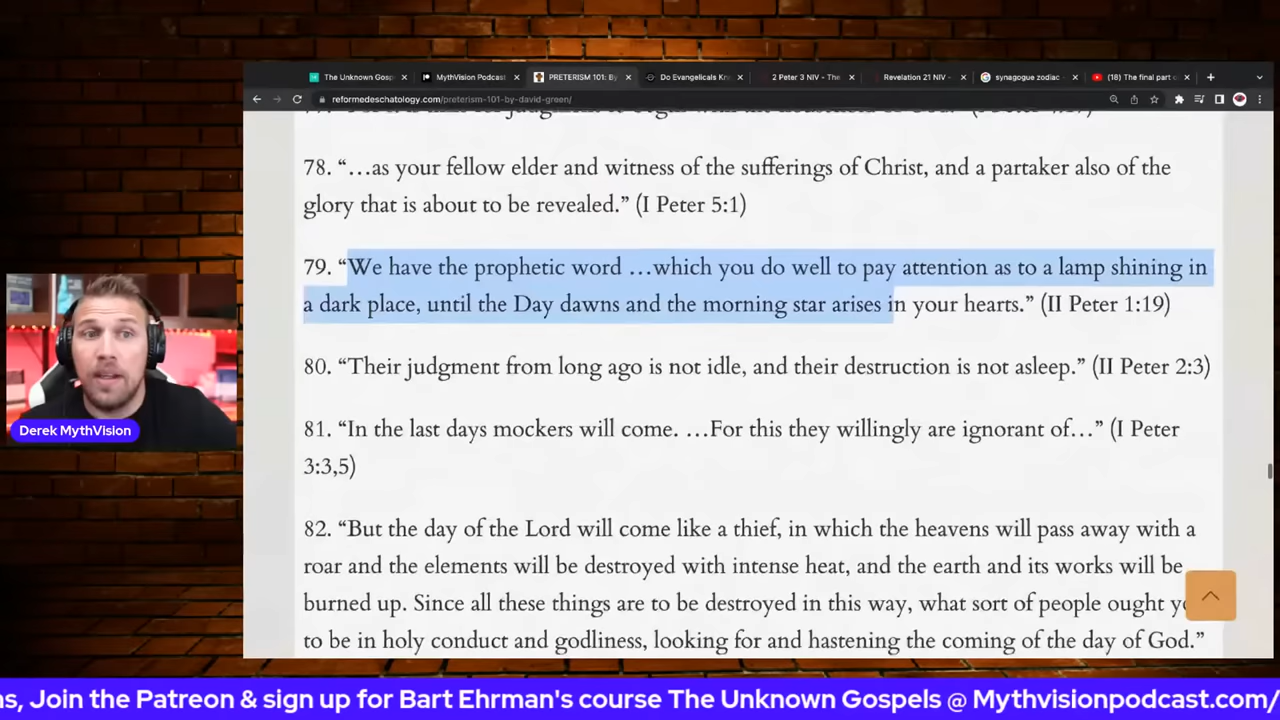 The Unknown Gosp
MythVision Podcast
PRETERISM 101: B
Do Evangelicals Kn
2 Peter 3 NIV - The
Revelation 21 NIV -
synagogue zodiac -
(18) The final part o
reformedeschatology.com/preterism-101-by-david-green/
78. “…as your fellow elder and witness of the sufferings of Christ, and a partaker also of the
glory that is about to be revealed.” (I Peter 5:1)
79. “We have the prophetic word …which you do well to pay attention as to a lamp shining in
a dark place, until the Day dawns and the morning star arises in your hearts.” (II Peter 1:19)
80. “Their judgment from long ago is not idle, and their destruction is not asleep.” (II Peter 2:3)
81. “In the last days mockers will come. …For this they willingly are ignorant of…” (I Peter
3:3,5)
82. “But the day of the Lord will come like a thief, in which the heavens will pass away with a
roar and the elements will be destroyed with intense heat, and the earth and its works will be
burned up. Since all these things are to be destroyed in this way, what sort of people ought
to be in holy conduct and godliness, looking for and hastening the coming of the day of God.”
Derek MythVision
ns, Join the Patreon & sign up for Bart Ehrman's course The Unknown Gospels @ Mythvisionpodcast.com/